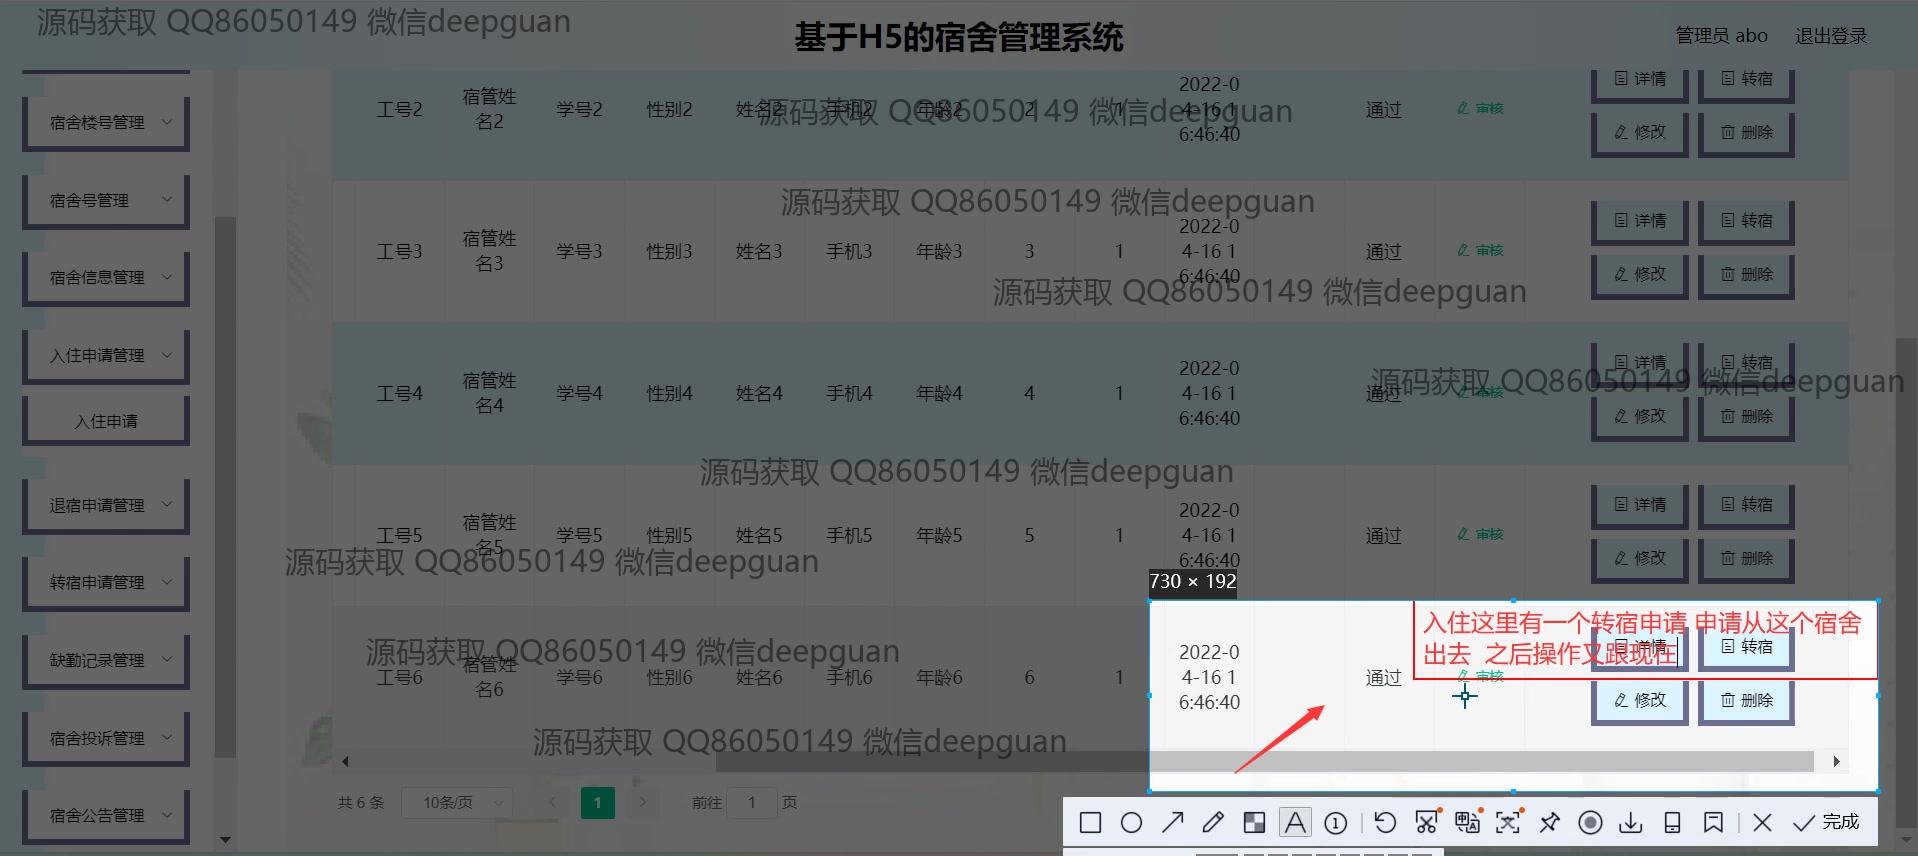 源码获取 QQ86050149 微信deepguan
基于H5的宿舍管理系统
管理员 abo
退出登录
宿舍楼号管理
宿舍号管理
宿舍信息管理
入住申请管理
入住申请
退宿申请管理
转宿申请管理
缺勤记录管理
宿舍投诉管理
宿舍公告管理
工号2 宿管姓名2 学号2 性别2 姓名2 手机2 年龄2 2 1 2022-04-16 16:46:40 通过 审核 详情 转宿 修改 删除
源码获取 QQ86050149 微信deepguan
源码获取 QQ86050149 微信deepguan
工号3 宿管姓名3 学号3 性别3 姓名3 手机3 年龄3 3 1 2022-04-16 16:46:40 通过 审核 详情 转宿 修改 删除
源码获取 QQ86050149 微信deepguan
工号4 宿管姓名4 学号4 性别4 姓名4 手机4 年龄4 4 1 2022-04-16 16:46:40 通过 审核 详情 转宿 修改 删除
源码获取 QQ86050149 微信deepguan
源码获取 QQ86050149 微信deepguan
工号5 宿管姓名5 学号5 性别5 姓名5 手机5 年龄5 5 1 2022-04-16 16:46:40 通过 审核 详情 转宿 修改 删除
源码获取 QQ86050149 微信deepguan
730 × 192
入住这里有一个转宿申请 申请从这个宿舍
出去 之后操作又跟现在
工号6 宿管姓名6 学号6 性别6 姓名6 手机6 年龄6 6 1 2022-04-16 16:46:40 通过 审核 详情 转宿 修改 删除
源码获取 QQ86050149 微信deepguan
源码获取 QQ86050149 微信deepguan
共 6 条 10条/页 1 前往 1 页
完成